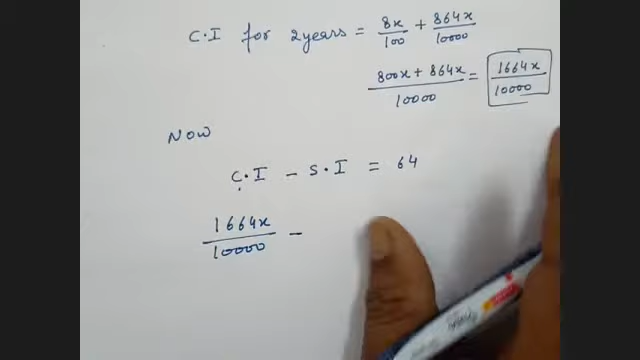 C.I for 2years = 8x/100 + 864x/10000
800x + 864x/10000 = 1664x/10000
Now
C.I - S.I = 64
1664x/10000 -